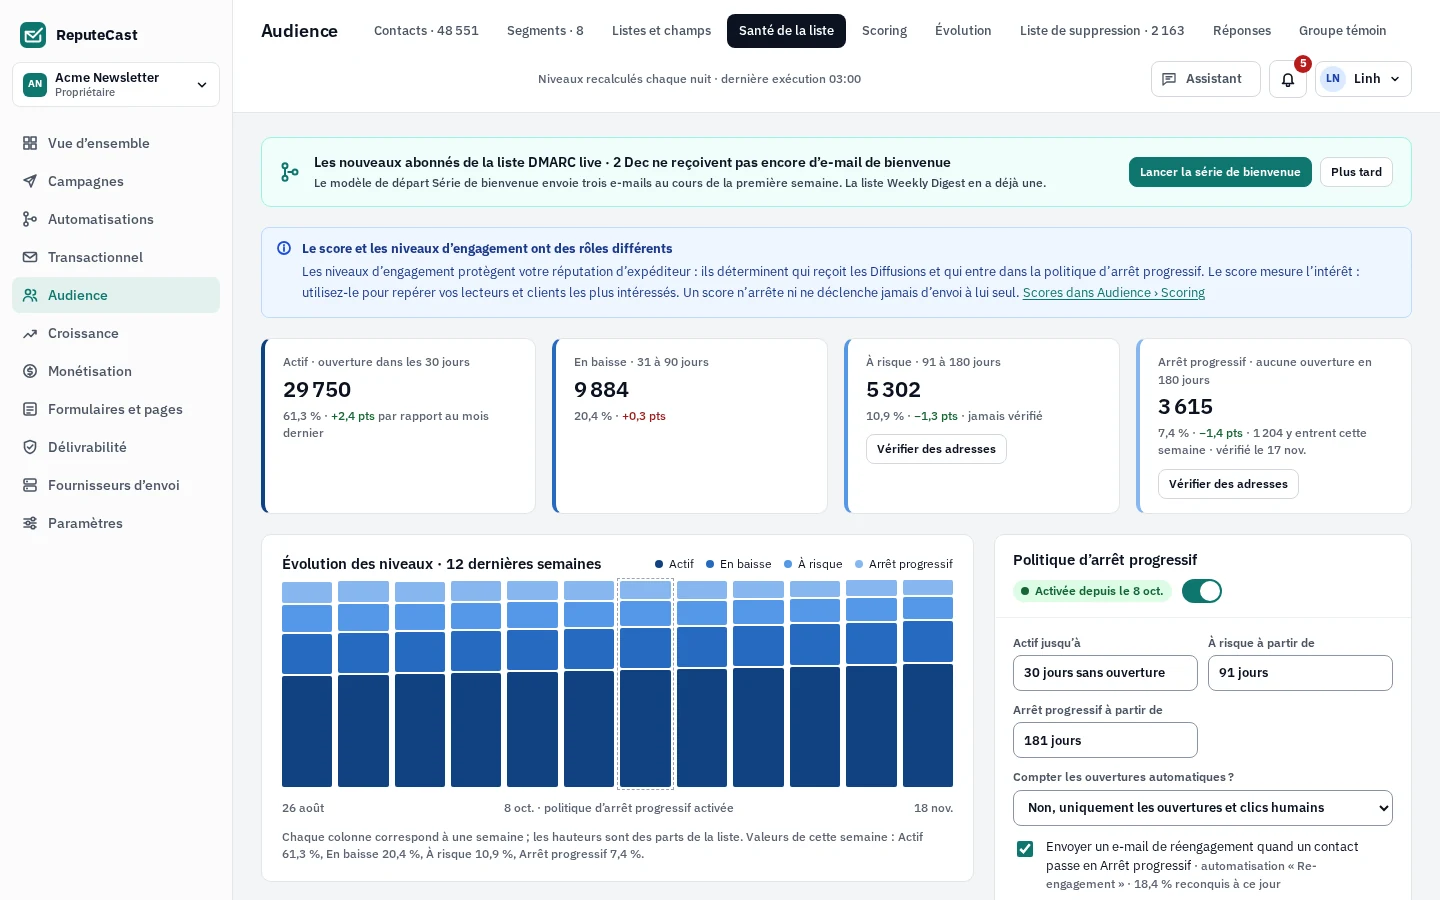 ReputeCast
AN
Acme Newsletter
Propriétaire
Vue d’ensemble
Campagnes
Automatisations
Transactionnel
Audience
Croissance
Monétisation
Formulaires et pages
Délivrabilité
Fournisseurs d’envoi
Paramètres
Audience
Contacts · 48 551
Segments · 8
Listes et champs
Santé de la liste
Scoring
Évolution
Liste de suppression · 2 163
Réponses
Groupe témoin
Niveaux recalculés chaque nuit · dernière exécution 03:00
Assistant
5
LN
Linh
Les nouveaux abonnés de la liste DMARC live · 2 Dec ne reçoivent pas encore d’e-mail de bienvenue
Le modèle de départ Série de bienvenue envoie trois e-mails au cours de la première semaine. La liste Weekly Digest en a déjà une.
Lancer la série de bienvenue
Plus tard
Le score et les niveaux d’engagement ont des rôles différents
Les niveaux d’engagement protègent votre réputation d’expéditeur : ils déterminent qui reçoit les Diffusions et qui entre dans la politique d’arrêt progressif. Le score mesure l’intérêt :
utilisez-le pour repérer vos lecteurs et clients les plus intéressés. Un score n’arrête ni ne déclenche jamais d’envoi à lui seul. Scores dans Audience › Scoring
Actif · ouverture dans les 30 jours
29 750
61,3 % · +2,4 pts par rapport au mois
dernier
En baisse · 31 à 90 jours
9 884
20,4 % · +0,3 pts
À risque · 91 à 180 jours
5 302
10,9 % · −1,3 pts · jamais vérifié
Vérifier des adresses
Arrêt progressif · aucune ouverture en
180 jours
3 615
7,4 % · −1,4 pts · 1 204 y entrent cette
semaine · vérifié le 17 nov.
Vérifier des adresses
Évolution des niveaux · 12 dernières semaines
Actif
En baisse
À risque
Arrêt progressif
26 août
8 oct. · politique d’arrêt progressif activée
18 nov.
Chaque colonne correspond à une semaine ; les hauteurs sont des parts de la liste. Valeurs de cette semaine : Actif
61,3 %, En baisse 20,4 %, À risque 10,9 %, Arrêt progressif 7,4 %.
Politique d’arrêt progressif
Activée depuis le 8 oct.
Actif jusqu’à
À risque à partir de
30 jours sans ouverture
91 jours
Arrêt progressif à partir de
181 jours
Compter les ouvertures automatiques ?
Non, uniquement les ouvertures et clics humains
Envoyer un e-mail de réengagement quand un contact
passe en Arrêt progressif · automatisation « Re-
engagement » · 18,4 % reconquis à ce jour